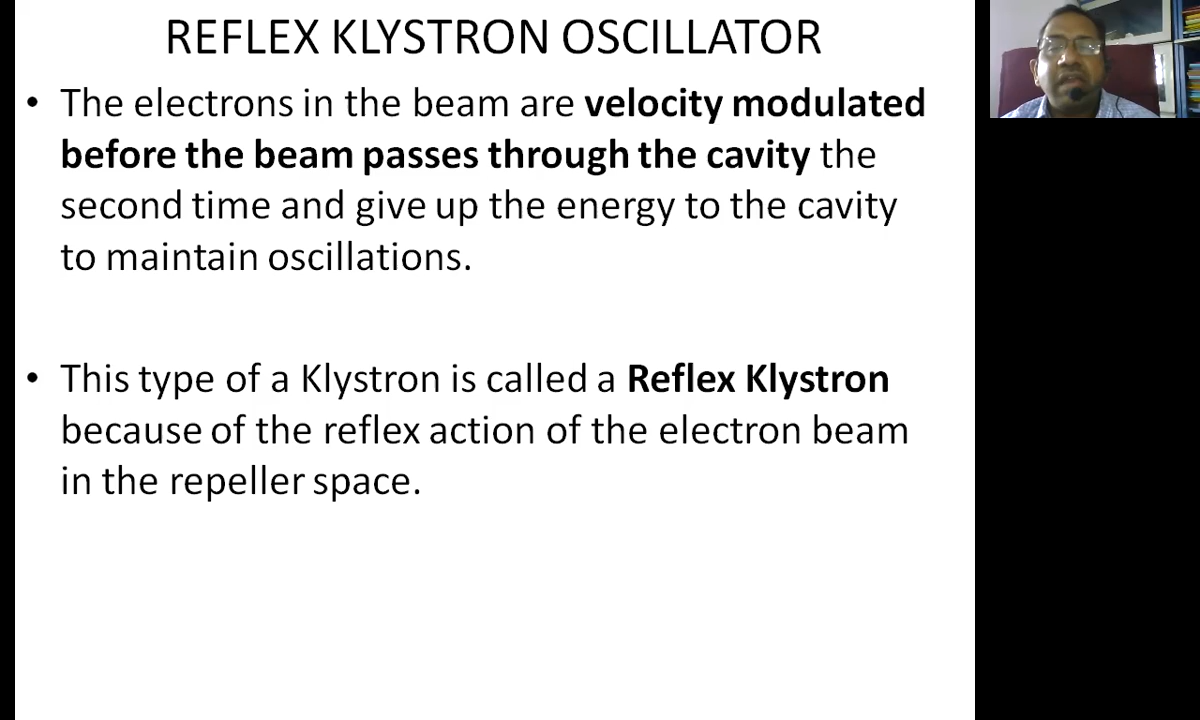 REFLEX KLYSTRON OSCILLATOR
• The electrons in the beam are velocity modulated
before the beam passes through the cavity the
second time and give up the energy to the cavity
to maintain oscillations.
• This type of a Klystron is called a Reflex Klystron
because of the reflex action of the electron beam
in the repeller space.